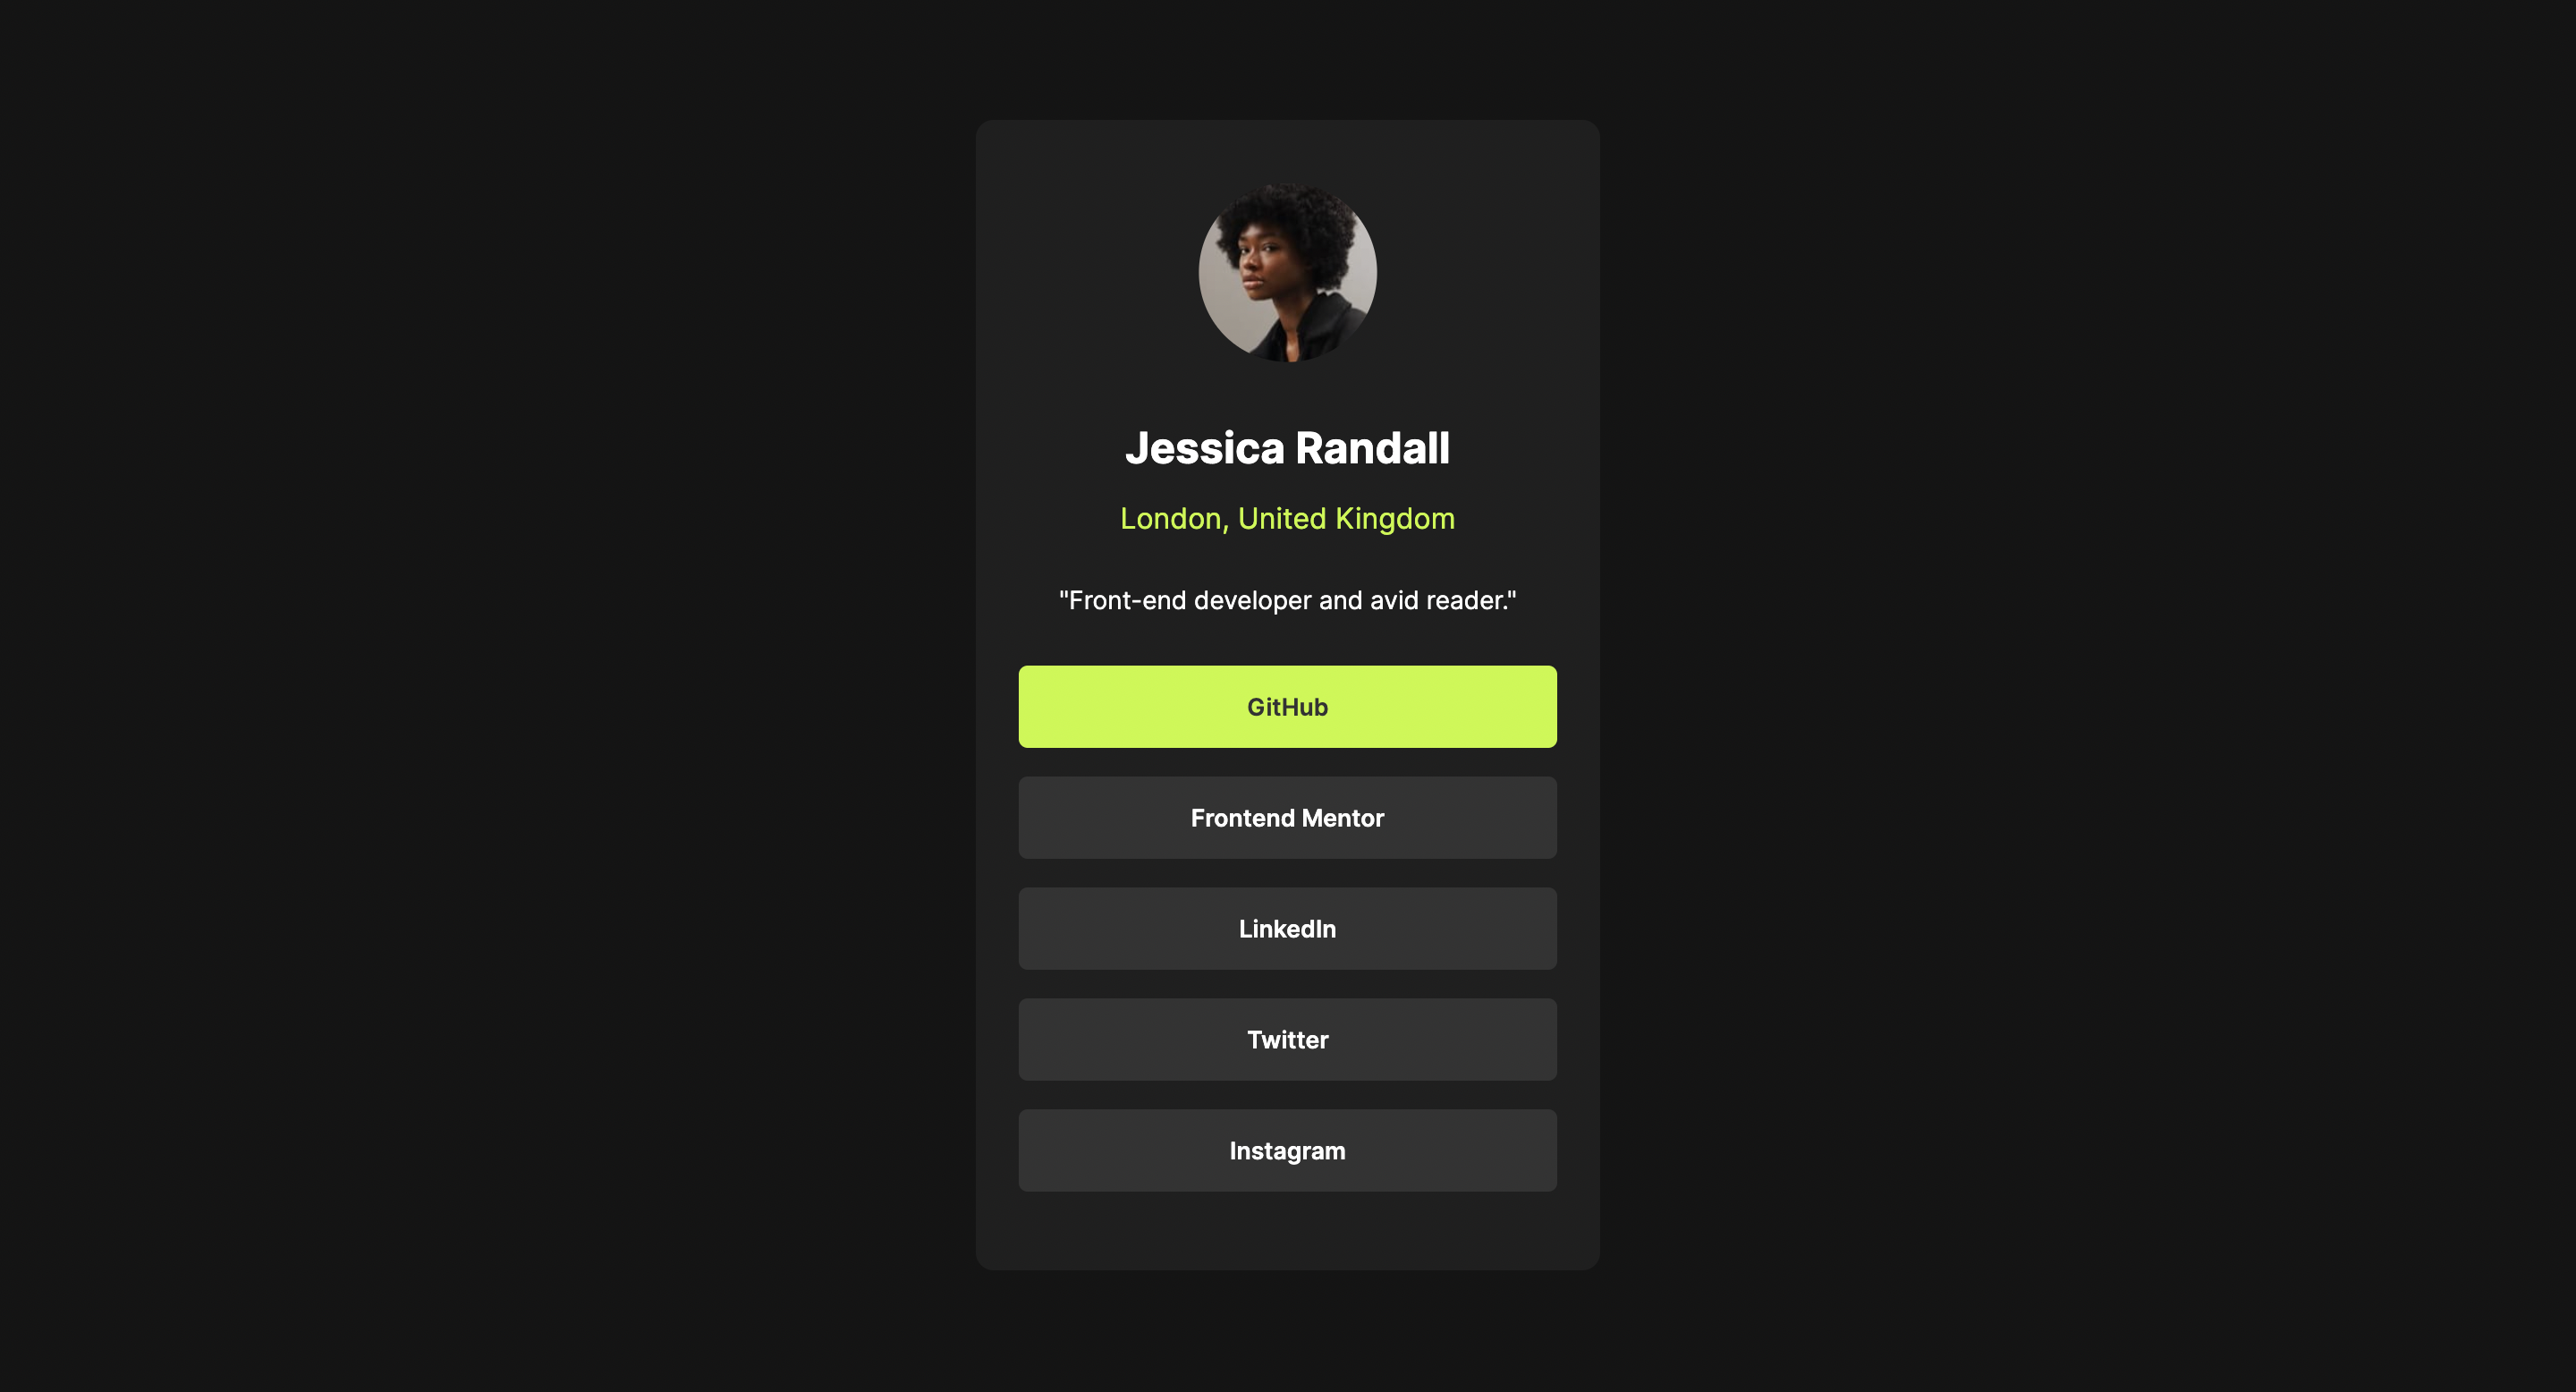 Jessica Randall
London, United Kingdom
"Front-end developer and avid reader."
GitHub
Frontend Mentor
LinkedIn
Twitter
Instagram